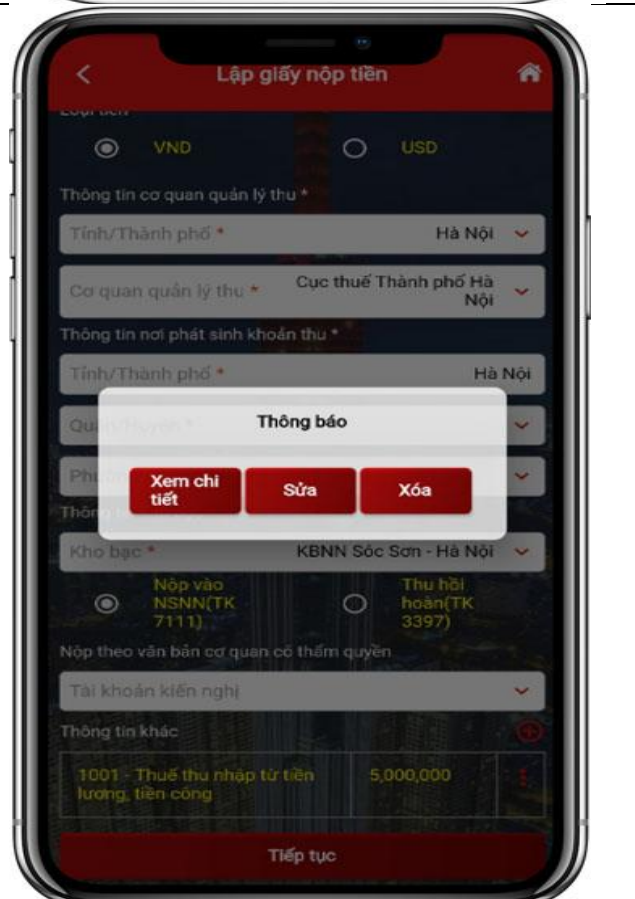 Lập giấy nộp tiền
Loại tiền
VND
USD
Thông tin cơ quan quản lý thu *
Tỉnh/Thành phố *
Hà Nội
Cơ quan quản lý thu *
Cục thuế Thành phố Hà
Nội
Thông tin nơi phát sinh khoản thu *
Tỉnh/Thành phố *
Hà Nội
Thông báo
Xem chi
tiết
Sửa
Xóa
Kho bạc *
KBNN Sóc Sơn - Hà Nội
Nộp vào
NSNN(TK
7111)
Thu hồi
hoàn(TK
3397)
Nộp theo văn bản cơ quan có thẩm quyền
Tài khoản kiến nghị
Thông tin khác
1001 - Thuế thu nhập từ tiền
lương, tiền công
5,000,000
Tiếp tục